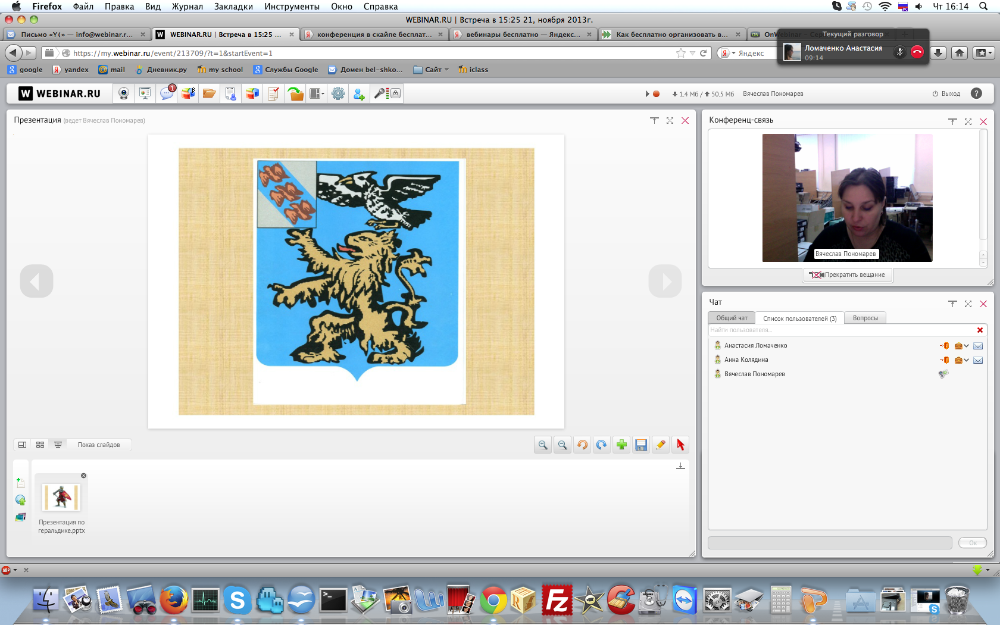 Firefox Файл Правка Вид Журнал Закладки Инструменты Окно Справка
Чт 16:14
WEBINAR.RU | Встреча в 15:25 21, ноября 2013г.
Письмо «Y(» — info@webinar.r...
WEBINAR.RU | Встреча в 15:25 ...
конференция в скайпе бесплат...
вебинары бесплатно — Яндекс...
Как бесплатно организовать в...
Текущий разговор
Ломаченко Анастасия
09:14
https://my.webinar.ru/event/213709/?t=1&startEvent=1
Яндекс
google yandex mail Дневник.ру my school Службы Google Домен bel-shko... Сайт iclass
W WEBINAR.RU
1
1.4 Мб / 50.5 Мб Вячеслав Пономарев Выход ?
Презентация (ведет Вячеслав Пономарев)
Показ слайдов
Презентация по
геральдике.pptx
Конференц-связь
Вячеслав Пономарев
Прекратить вещание
Чат
Общий чат Список пользователей (3) Вопросы
Найти пользователя...
Анастасия Ломаченко
Анна Колядина
Вячеслав Пономарев
Ок
ABP